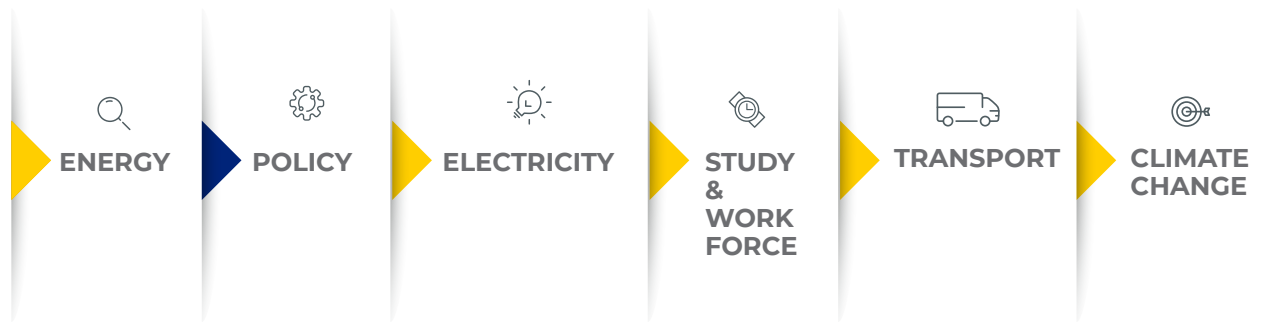 ENERGY
POLICY
ELECTRICITY
STUDY
&
WORK
FORCE
TRANSPORT
CLIMATE
CHANGE